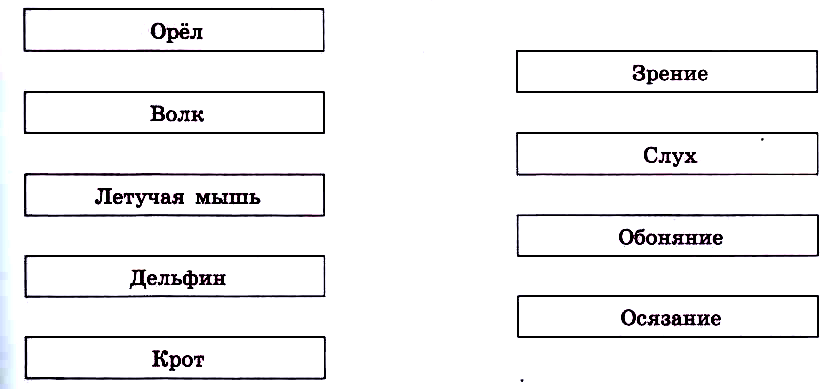 Орёл
Волк
Летучая мышь
Дельфин
Крот
Зрение
Слух
Обоняние
Осязание